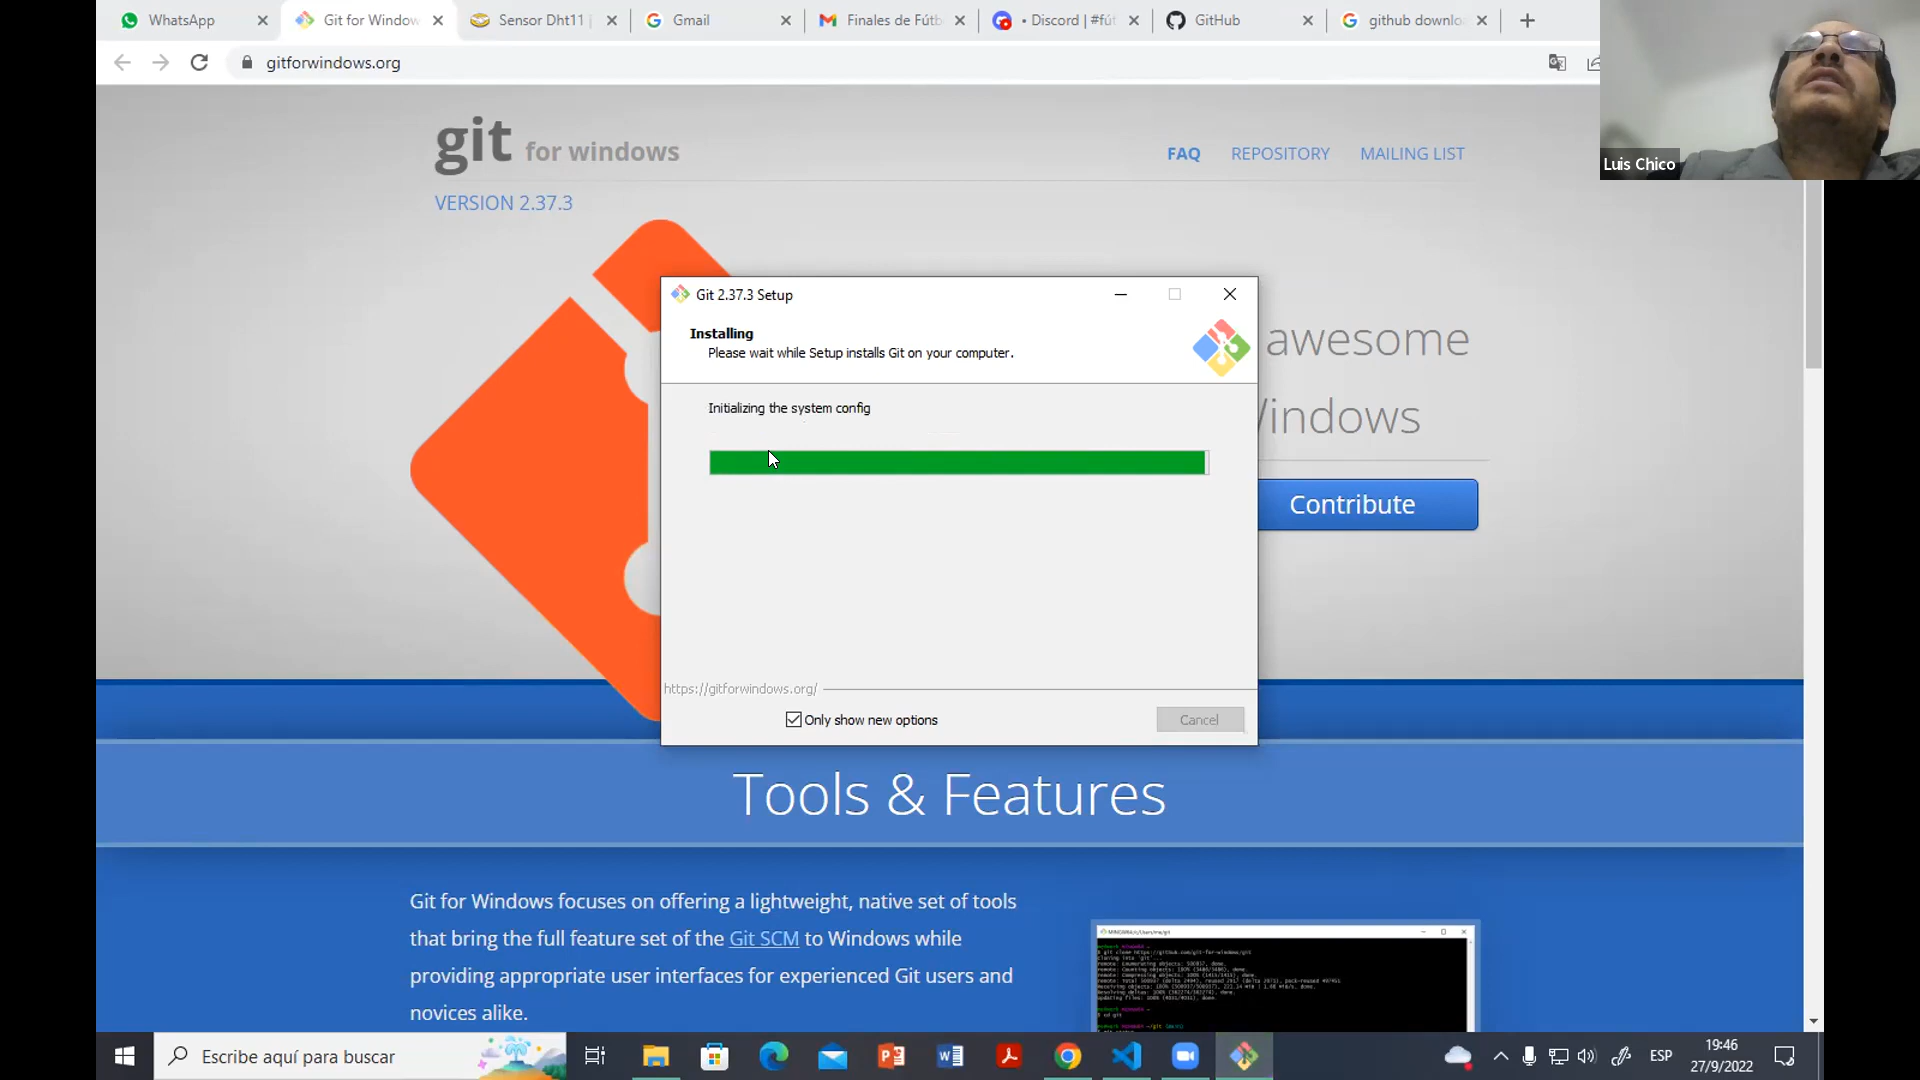 WhatsApp
Git for Window
Sensor Dht11 |
Gmail
Finales de Fútb
• Discord | #fút
GitHub
github downlo
gitforwindows.org
Luis Chico
git for windows
FAQ
REPOSITORY
MAILING LIST
VERSION 2.37.3
awesome
Windows
Contribute
Git 2.37.3 Setup
Installing
Please wait while Setup installs Git on your computer.
Initializing the system config
https://gitforwindows.org/
Only show new options
Cancel
Tools & Features
Git for Windows focuses on offering a lightweight, native set of tools
that bring the full feature set of the Git SCM to Windows while
providing appropriate user interfaces for experienced Git users and
novices alike.
Escribe aquí para buscar
ESP
19:46
27/9/2022